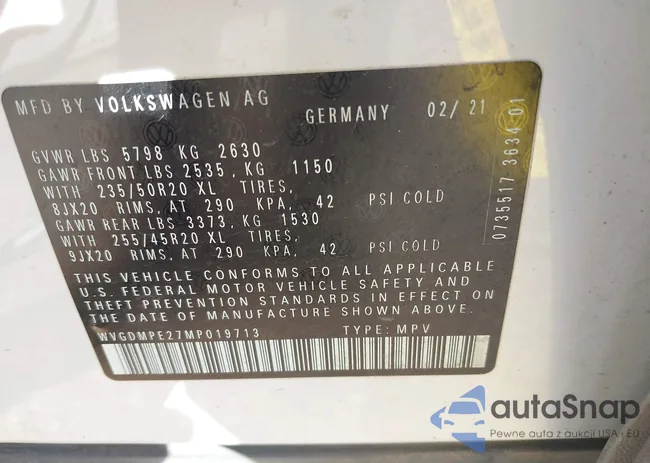 MFD BY VOLKSWAGEN AG
GERMANY 02/ 21
GVWR LBS 5798 KG 2630
GAWR FRONT LBS 2535, KG 1150
WITH 235/50R20 XL TIRES,
8JX20 RIMS, AT 290 KPA, 42 PSI COLD
GAWR REAR LBS 3373, KG 1530
WITH 255/45R20 XL TIRES,
9JX20 RIMS, AT 290 KPA, 42 PSI COLD
THIS VEHICLE CONFORMS TO ALL APPLICABLE
U.S. FEDERAL MOTOR VEHICLE SAFETY AND
THEFT PREVENTION STANDARDS IN EFFECT ON
THE DATE OF MANUFACTURE SHOWN ABOVE.
WVGDMPE27MP019713 TYPE: MPV
0735517 3634 01
autoSnap
Pewne auta z aukcji USA i EU